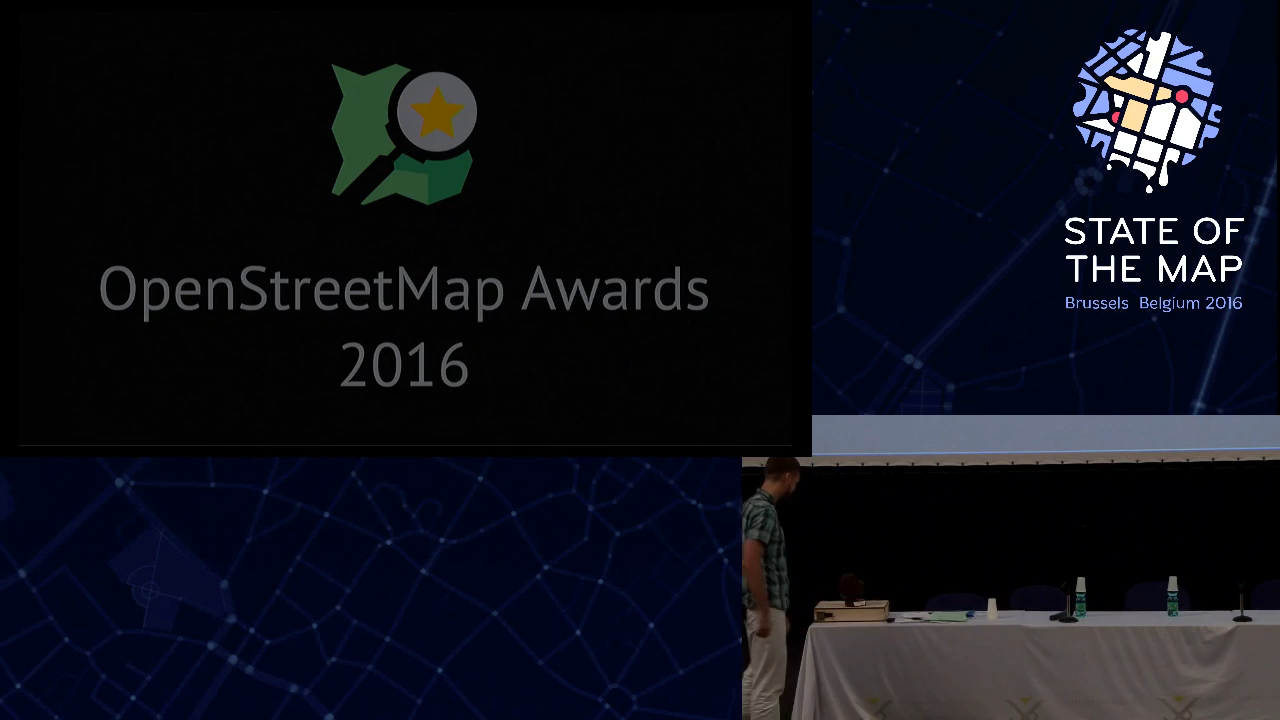 OpenStreetMap Awards
2016
STATE OF
THE MAP
Brussels Belgium 2016